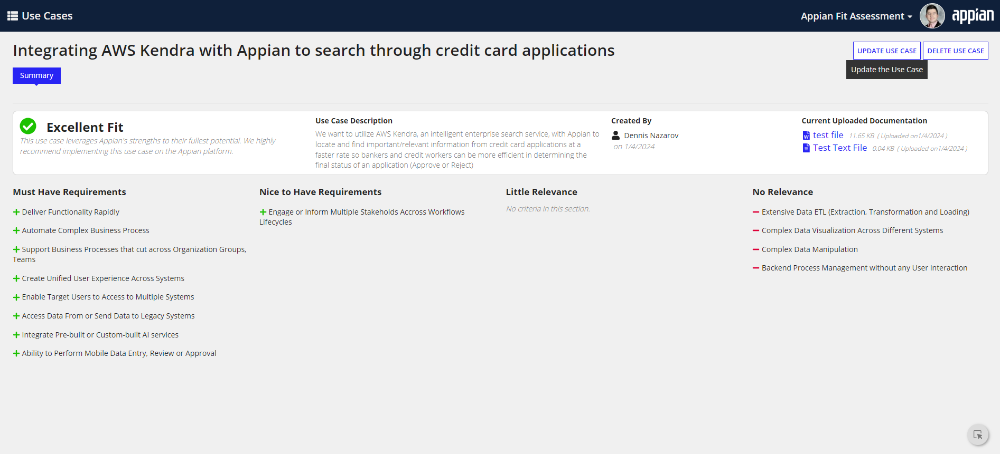 Use Cases
Appian Fit Assessment
appian
Integrating AWS Kendra with Appian to search through credit card applications
UPDATE USE CASE
DELETE USE CASE
Update the Use Case
Summary
Excellent Fit
This use case leverages Appian's strengths to their fullest potential. We highly
recommend implementing this use case on the Appian platform.
Use Case Description
We want to utilize AWS Kendra, an intelligent enterprise search service, with Appian to
locate and find important/relevant information from credit card applications at a
faster rate so bankers and credit workers can be more efficient in determining the
final status of an application (Approve or Reject)
Created By
Dennis Nazarov
on 1/4/2024
Current Uploaded Documentation
test file 11.65 KB ( Uploaded on1/4/2024 )
Test Text File 0.04 KB ( Uploaded on1/4/2024 )
Must Have Requirements
Deliver Functionality Rapidly
Automate Complex Business Process
Support Business Processes that cut across Organization Groups,
Teams
Create Unified User Experience Across Systems
Enable Target Users to Access to Multiple Systems
Access Data From or Send Data to Legacy Systems
Integrate Pre-built or Custom-built AI services
Ability to Perform Mobile Data Entry, Review or Approval
Nice to Have Requirements
Engage or Inform Multiple Stakeholds Accross Workflows
Lifecycles
Little Relevance
No criteria in this section.
No Relevance
Extensive Data ETL (Extraction, Transformation and Loading)
Complex Data Visualization Across Different Systems
Complex Data Manipulation
Backend Process Management without any User Interaction